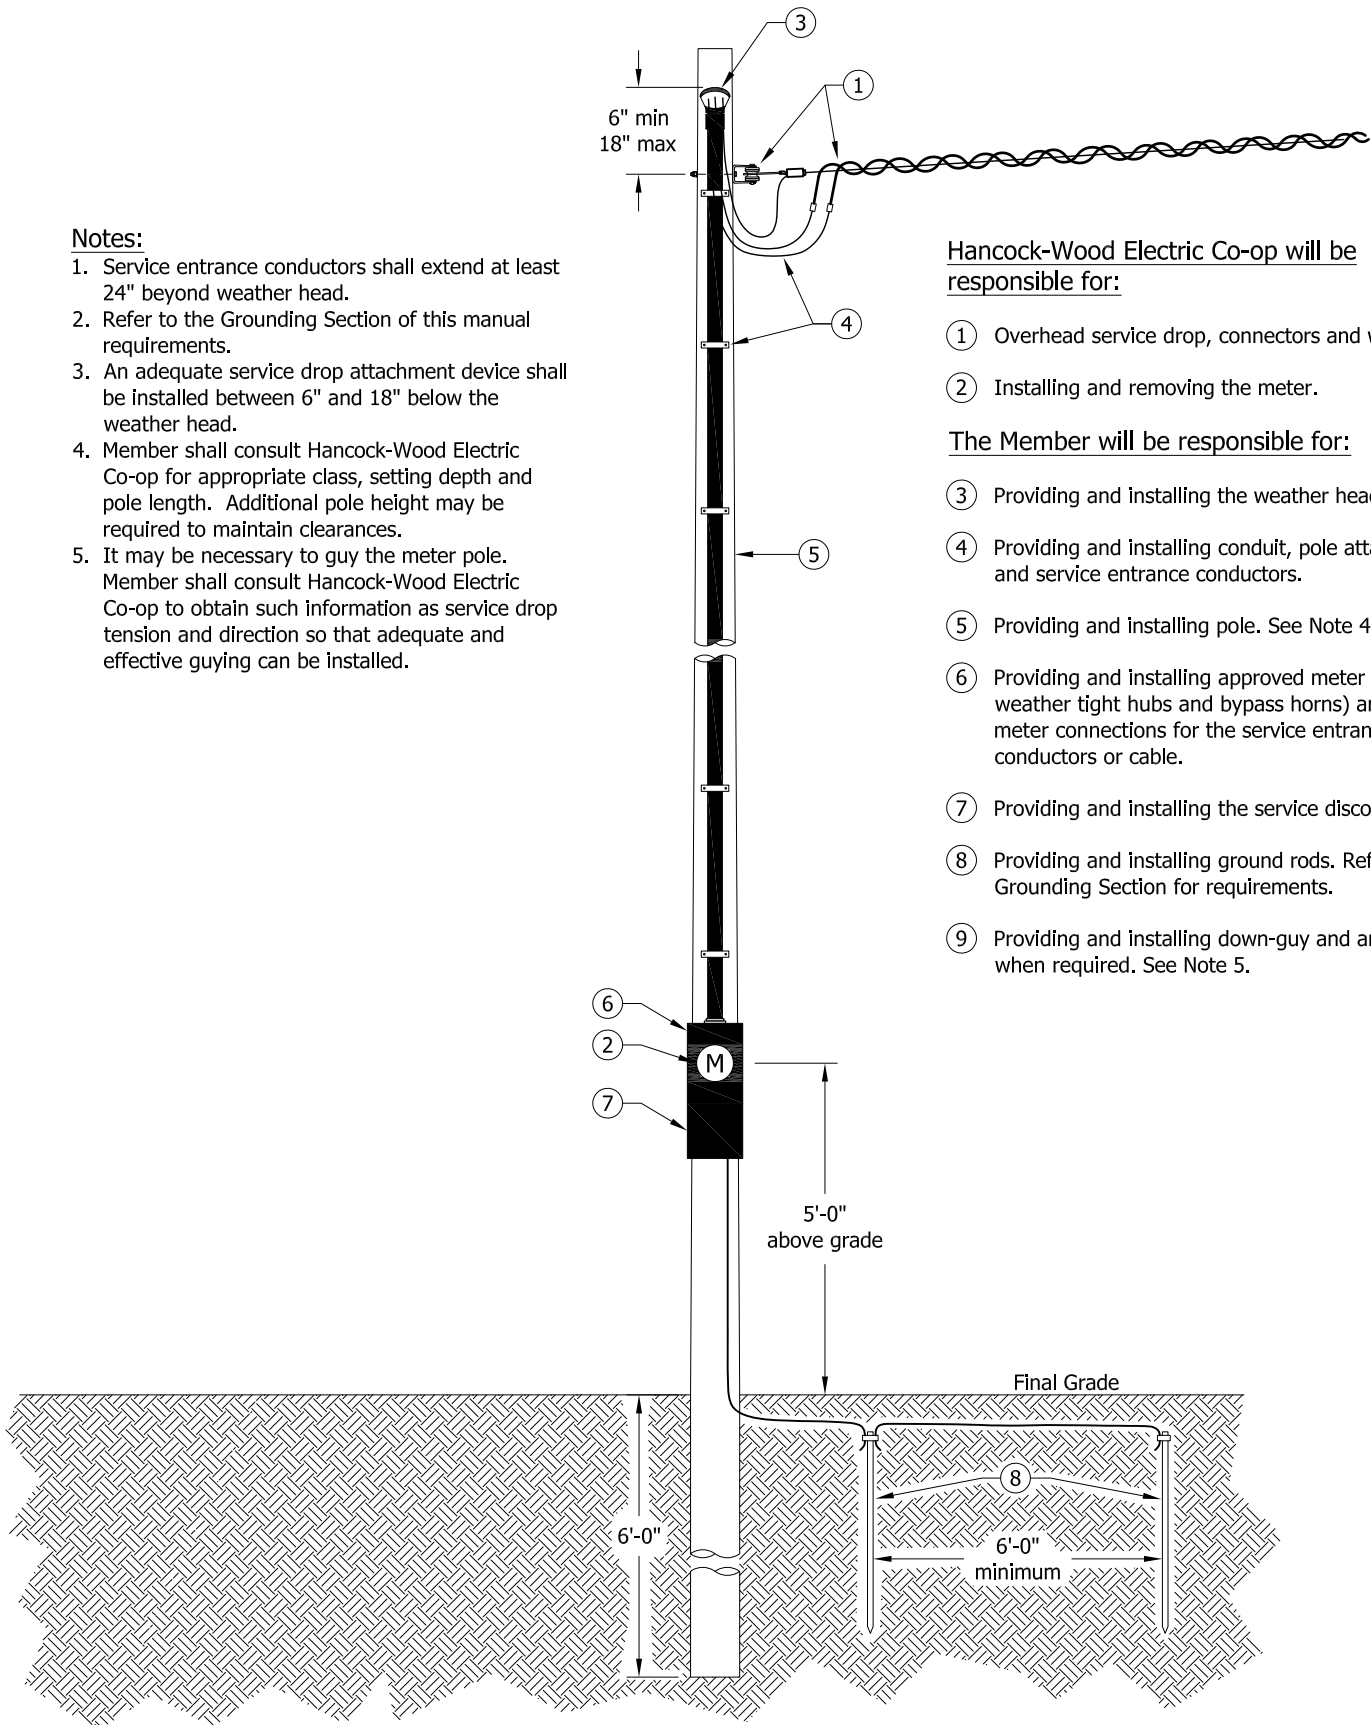 3
1
6" min
18" max
Notes:
1. Service entrance conductors shall extend at least
24" beyond weather head.
2. Refer to the Grounding Section of this manual
requirements.
3. An adequate service drop attachment device shall
be installed between 6" and 18" below the
weather head.
4. Member shall consult Hancock-Wood Electric
Co-op for appropriate class, setting depth and
pole length. Additional pole height may be
required to maintain clearances.
5. It may be necessary to guy the meter pole.
Member shall consult Hancock-Wood Electric
Co-op to obtain such information as service drop
tension and direction so that adequate and
effective guying can be installed.
4
5
Hancock-Wood Electric Co-op will be
responsible for:
1 Overhead service drop, connectors and
2 Installing and removing the meter.
The Member will be responsible for:
3 Providing and installing the weather
4 Providing and installing conduit, pole
and service entrance conductors.
5 Providing and installing pole. See Note 4
6 Providing and installing approved meter
weather tight hubs and bypass horns)
meter connections for the service
conductors or cable.
7 Providing and installing the service
8 Providing and installing ground rods.
Grounding Section for requirements.
9 Providing and installing down-guy and
when required. See Note 5.
6
2
M
7
5'-0"
above grade
Final Grade
8
6'-0"
6'-0"
minimum